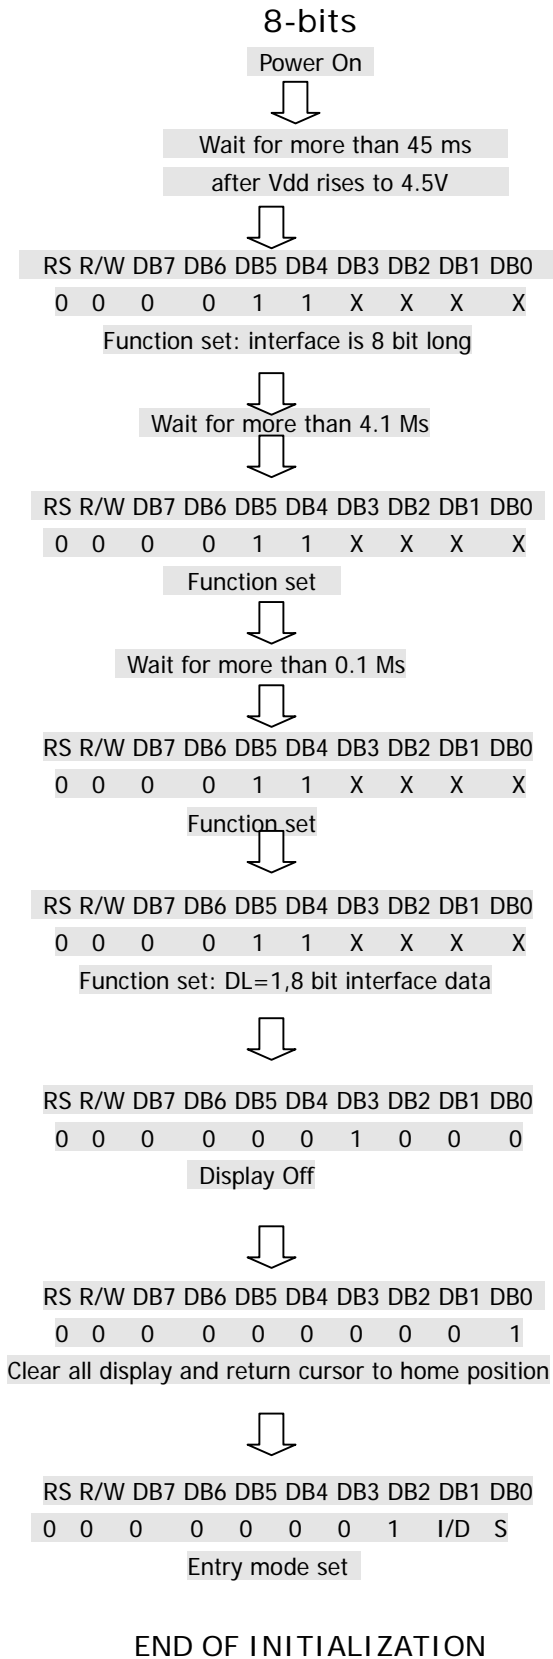 8-bits
Power On
Wait for more than 45 ms
after Vdd rises to 4.5V
RS R/W DB7 DB6 DB5 DB4 DB3 DB2 DB1 DB0
0 0 0 0 1 1 X X X X
Function set: interface is 8 bit long
Wait for more than 4.1 Ms
RS R/W DB7 DB6 DB5 DB4 DB3 DB2 DB1 DB0
0 0 0 0 1 1 X X X X
Function set
Wait for more than 0.1 Ms
RS R/W DB7 DB6 DB5 DB4 DB3 DB2 DB1 DB0
0 0 0 0 1 1 X X X X
Function set
RS R/W DB7 DB6 DB5 DB4 DB3 DB2 DB1 DB0
0 0 0 0 1 1 X X X X
Function set: DL=1,8 bit interface data
RS R/W DB7 DB6 DB5 DB4 DB3 DB2 DB1 DB0
0 0 0 0 0 0 1 0 0 0
Display Off
RS R/W DB7 DB6 DB5 DB4 DB3 DB2 DB1 DB0
0 0 0 0 0 0 0 0 0 1
Clear all display and return cursor to home position
RS R/W DB7 DB6 DB5 DB4 DB3 DB2 DB1 DB0
0 0 0 0 0 0 0 1 I/D S
Entry mode set
END OF INITIALIZATION